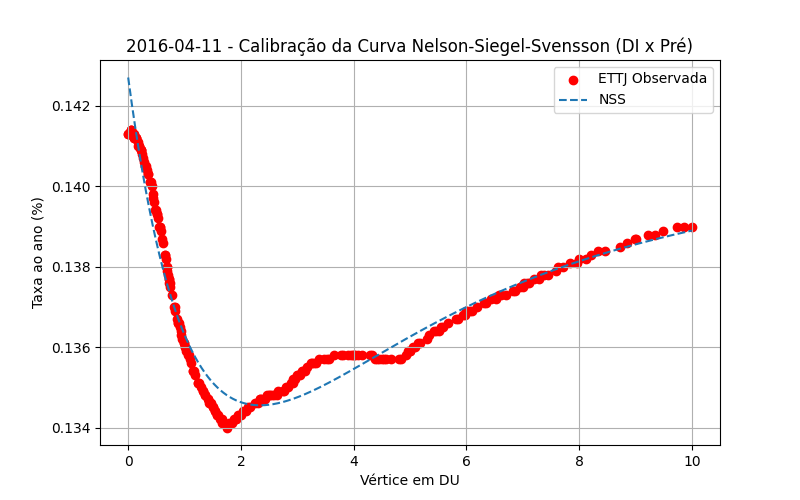 2016-04-11 - Calibração da Curva Nelson-Siegel-Svensson (DI x Pré)
ETTJ Observada
NSS
Taxa ao ano (%)
0.142
0.140
0.138
0.136
0.134
0 2 4 6 8 10
Vértice em DU